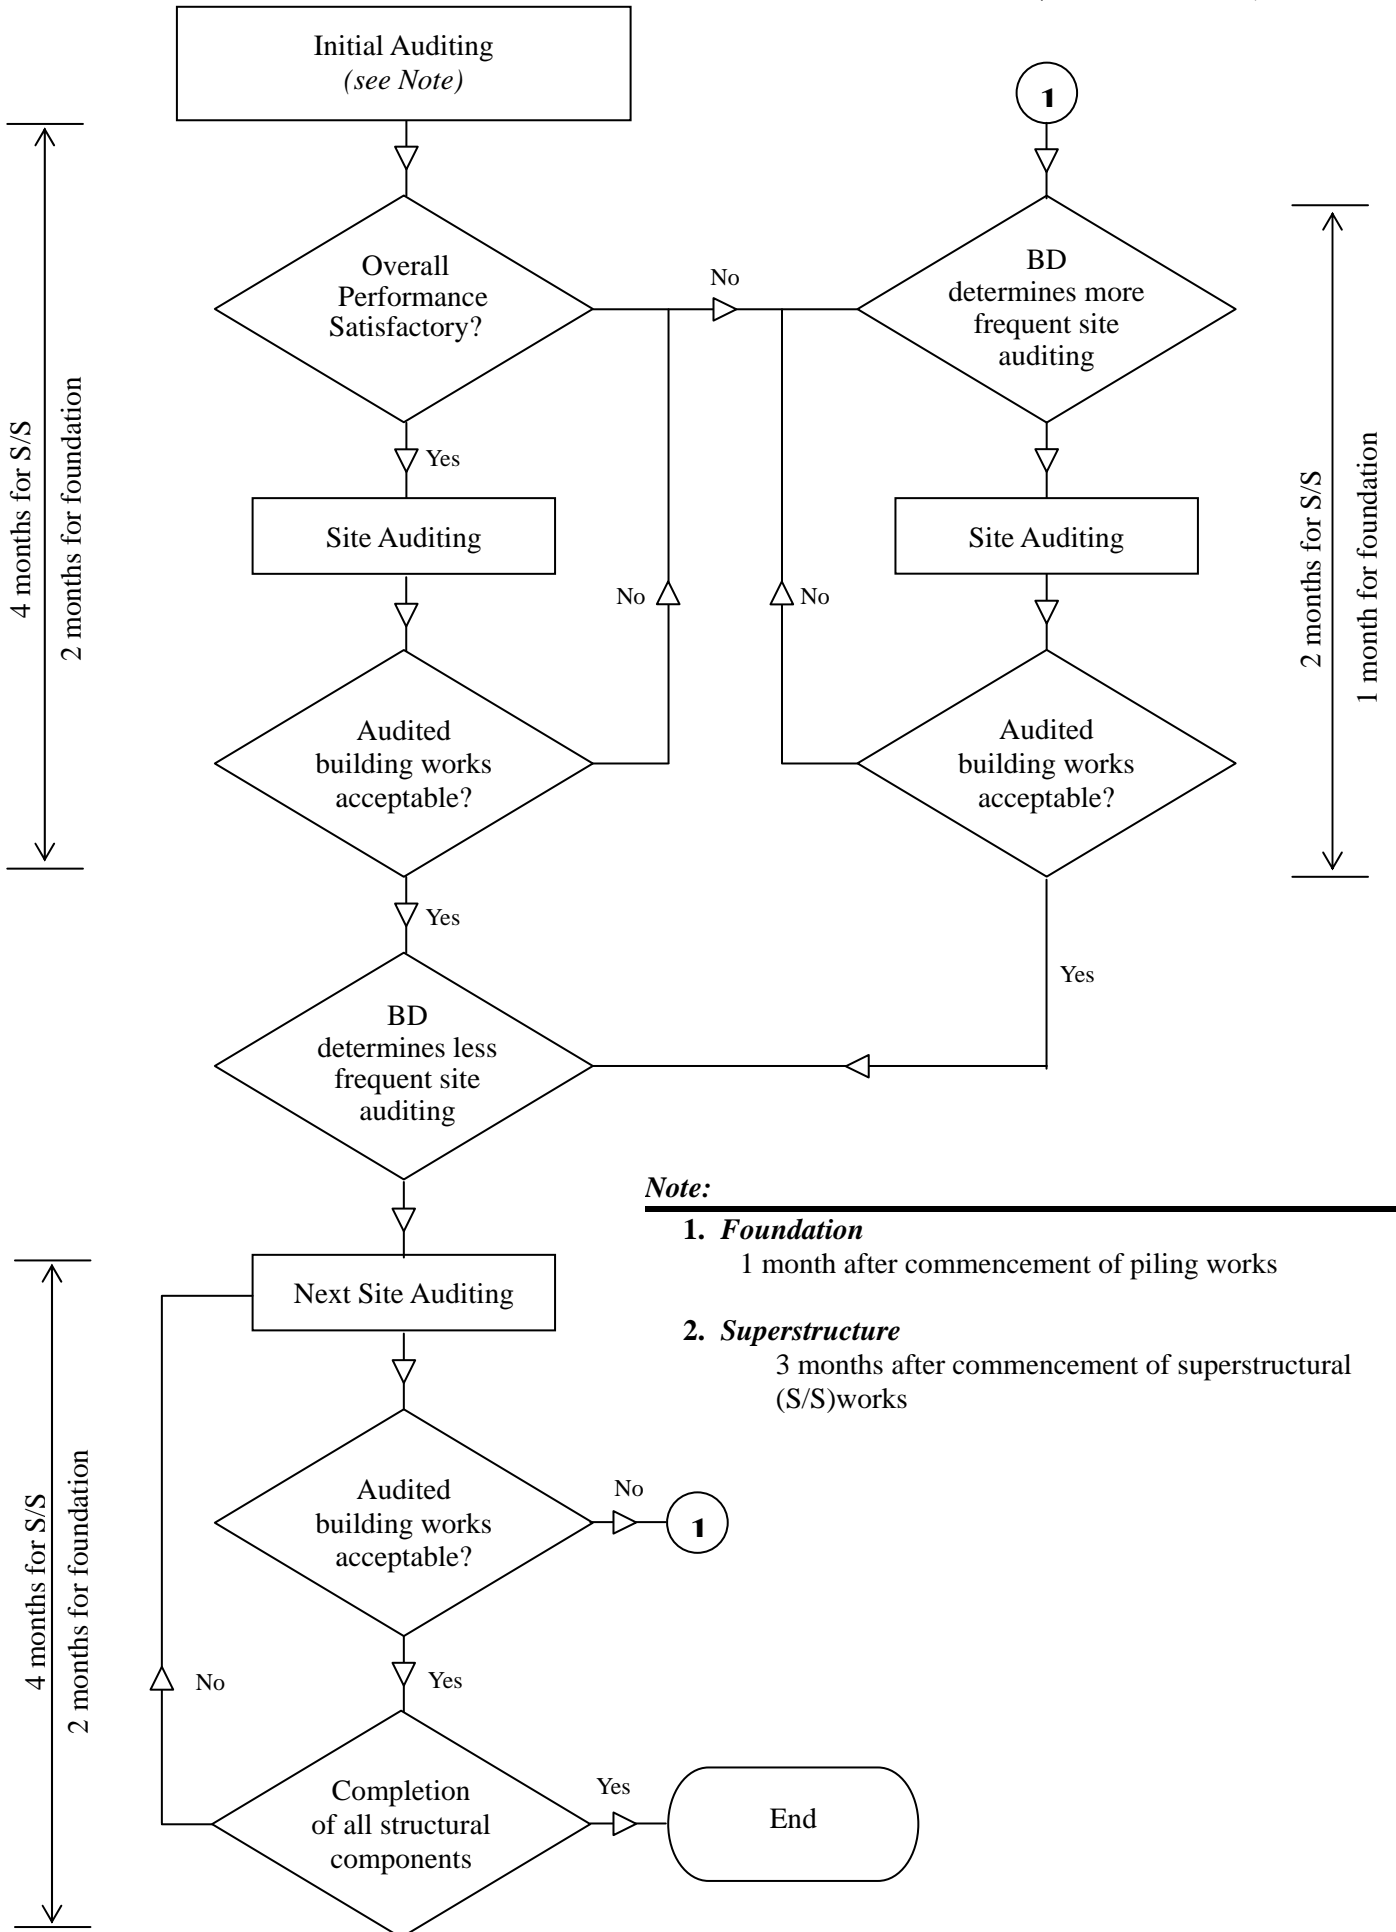 Initial Auditing
(see Note)
1
Overall
Performance
Satisfactory?
No
BD
determines more
frequent site
auditing
4 months for S/S
2 months for foundation
Yes
Site Auditing
Site Auditing
2 months for S/S
1 month for foundation
No
No
Audited
building works
acceptable?
Audited
building works
acceptable?
Yes
Yes
BD
determines less
frequent site
auditing
Note:
1. Foundation
1 month after commencement of piling works
2. Superstructure
3 months after commencement of superstructural
(S/S)works
Next Site Auditing
4 months for S/S
2 months for foundation
Audited
building works
acceptable?
No
1
Yes
No
Completion
of all structural
components
Yes
End